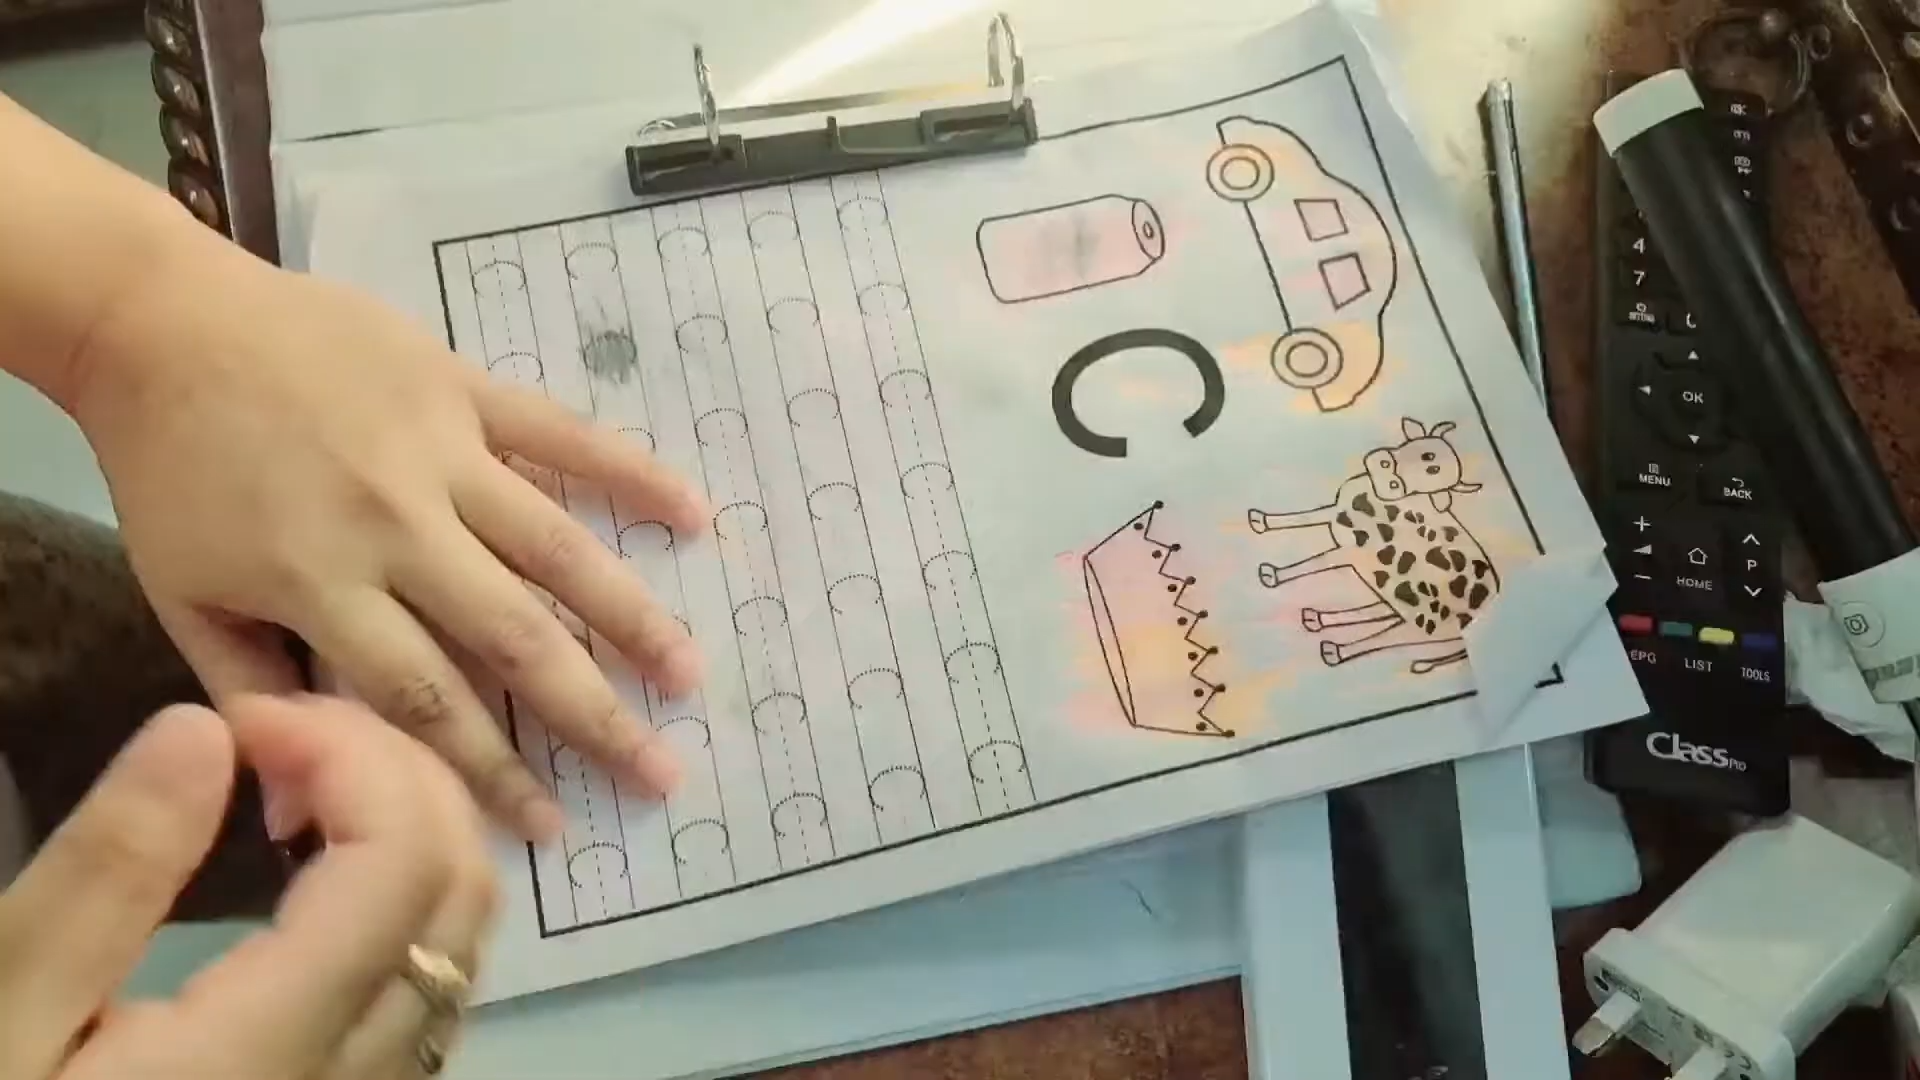 C
4
7
OK
MENU
BACK
+
P
-
HOME
EPG
LIST
TOOLS
Class Pro